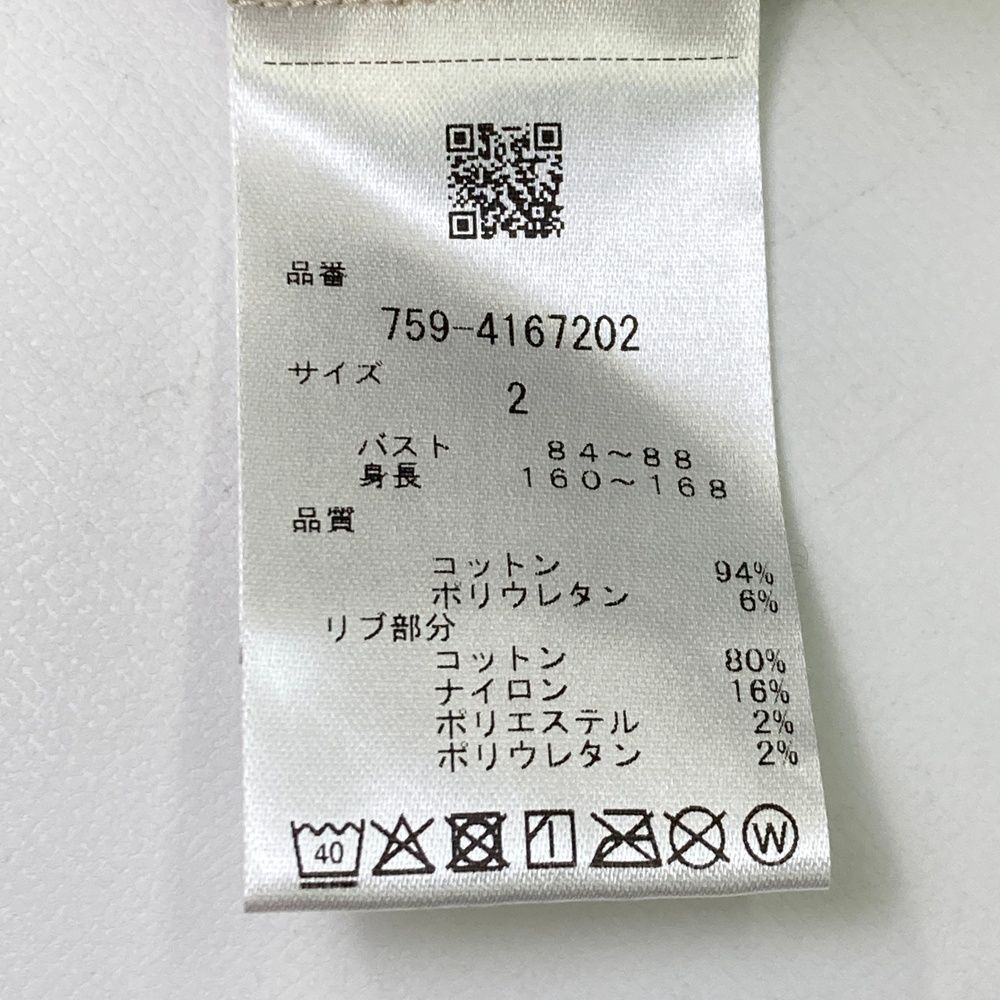 品番
759-4167202
サイズ
2
バスト 84～88
身長 160～168
品質
コットン 94%
ポリウレタン 6%
リブ部分
コットン 80%
ナイロン 16%
ポリエステル 2%
ポリウレタン 2%
40 W